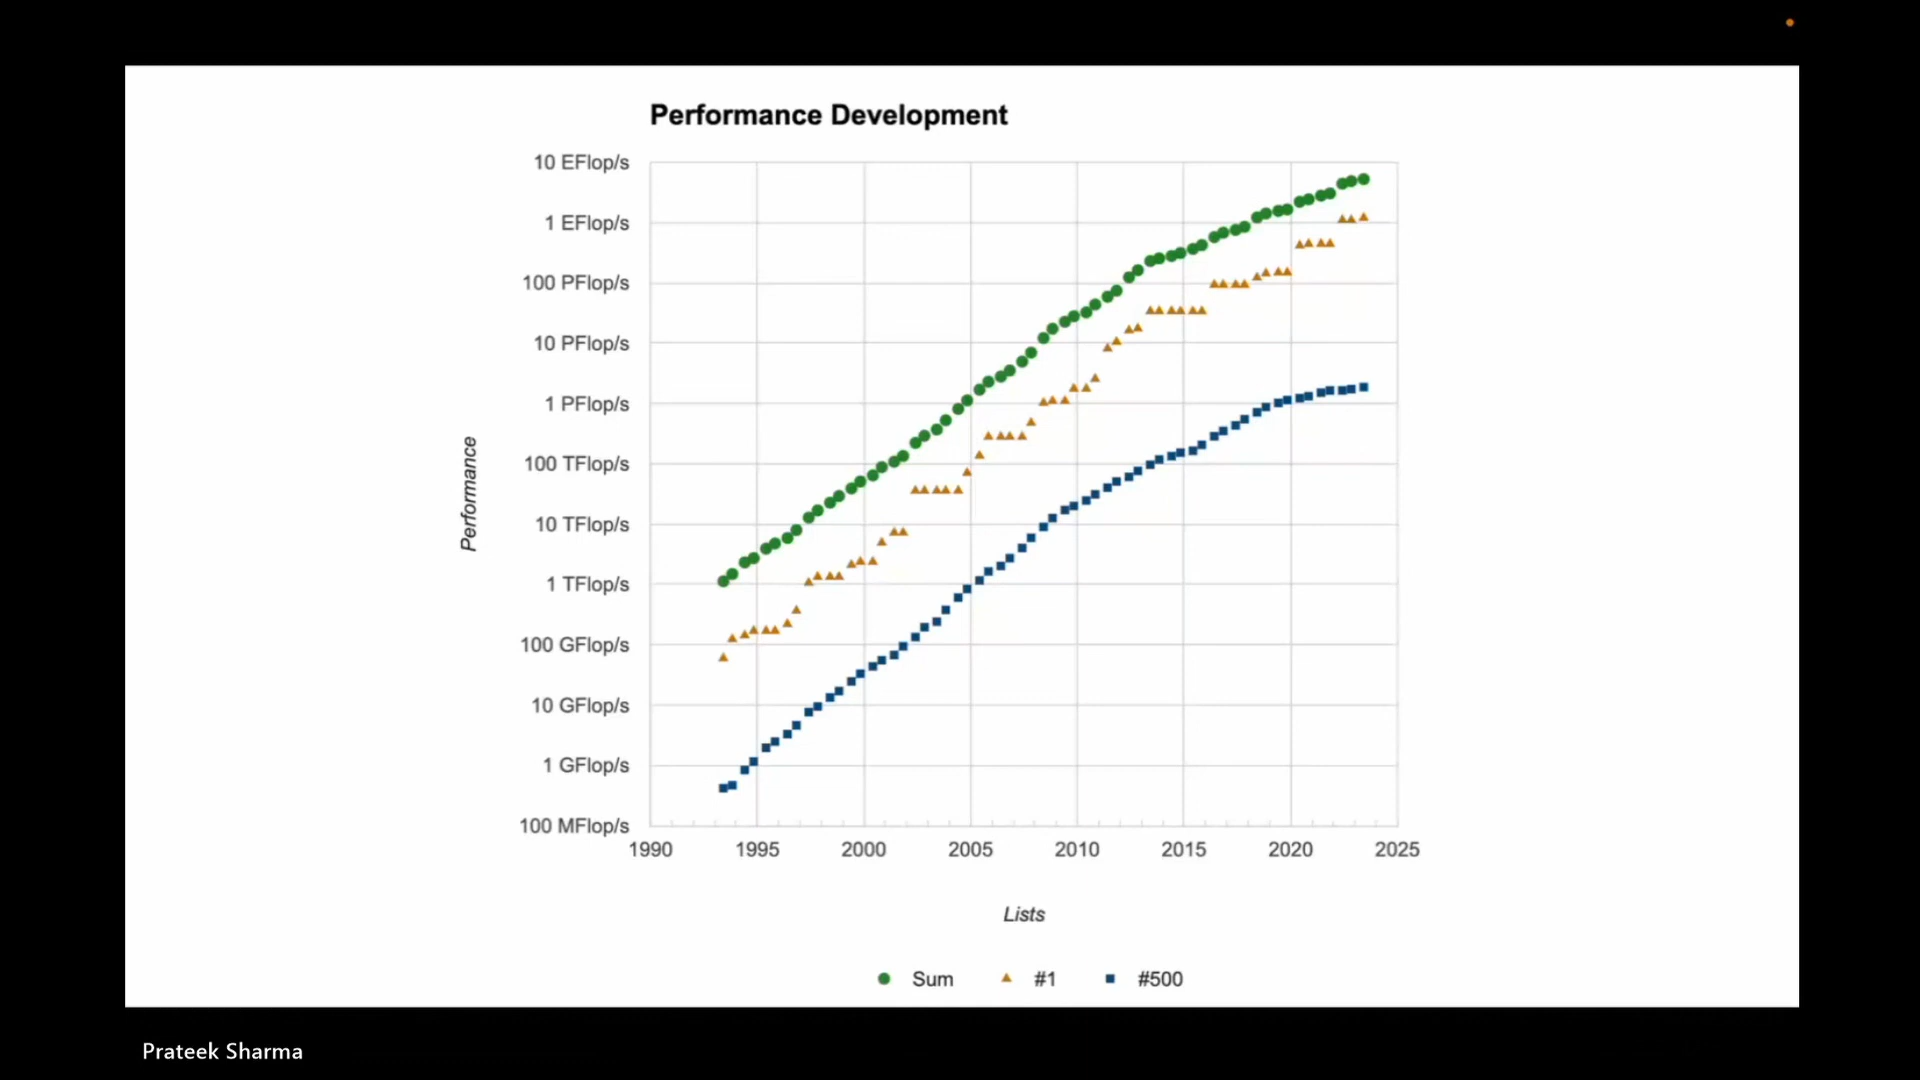 Performance Development
10 EFlop/s
1 EFlop/s
100 PFlop/s
10 PFlop/s
1 PFlop/s
100 TFlop/s
10 TFlop/s
1 TFlop/s
100 GFlop/s
10 GFlop/s
1 GFlop/s
100 MFlop/s
Performance
1990 1995 2000 2005 2010 2015 2020 2025
Lists
Sum #1 #500
Prateek Sharma